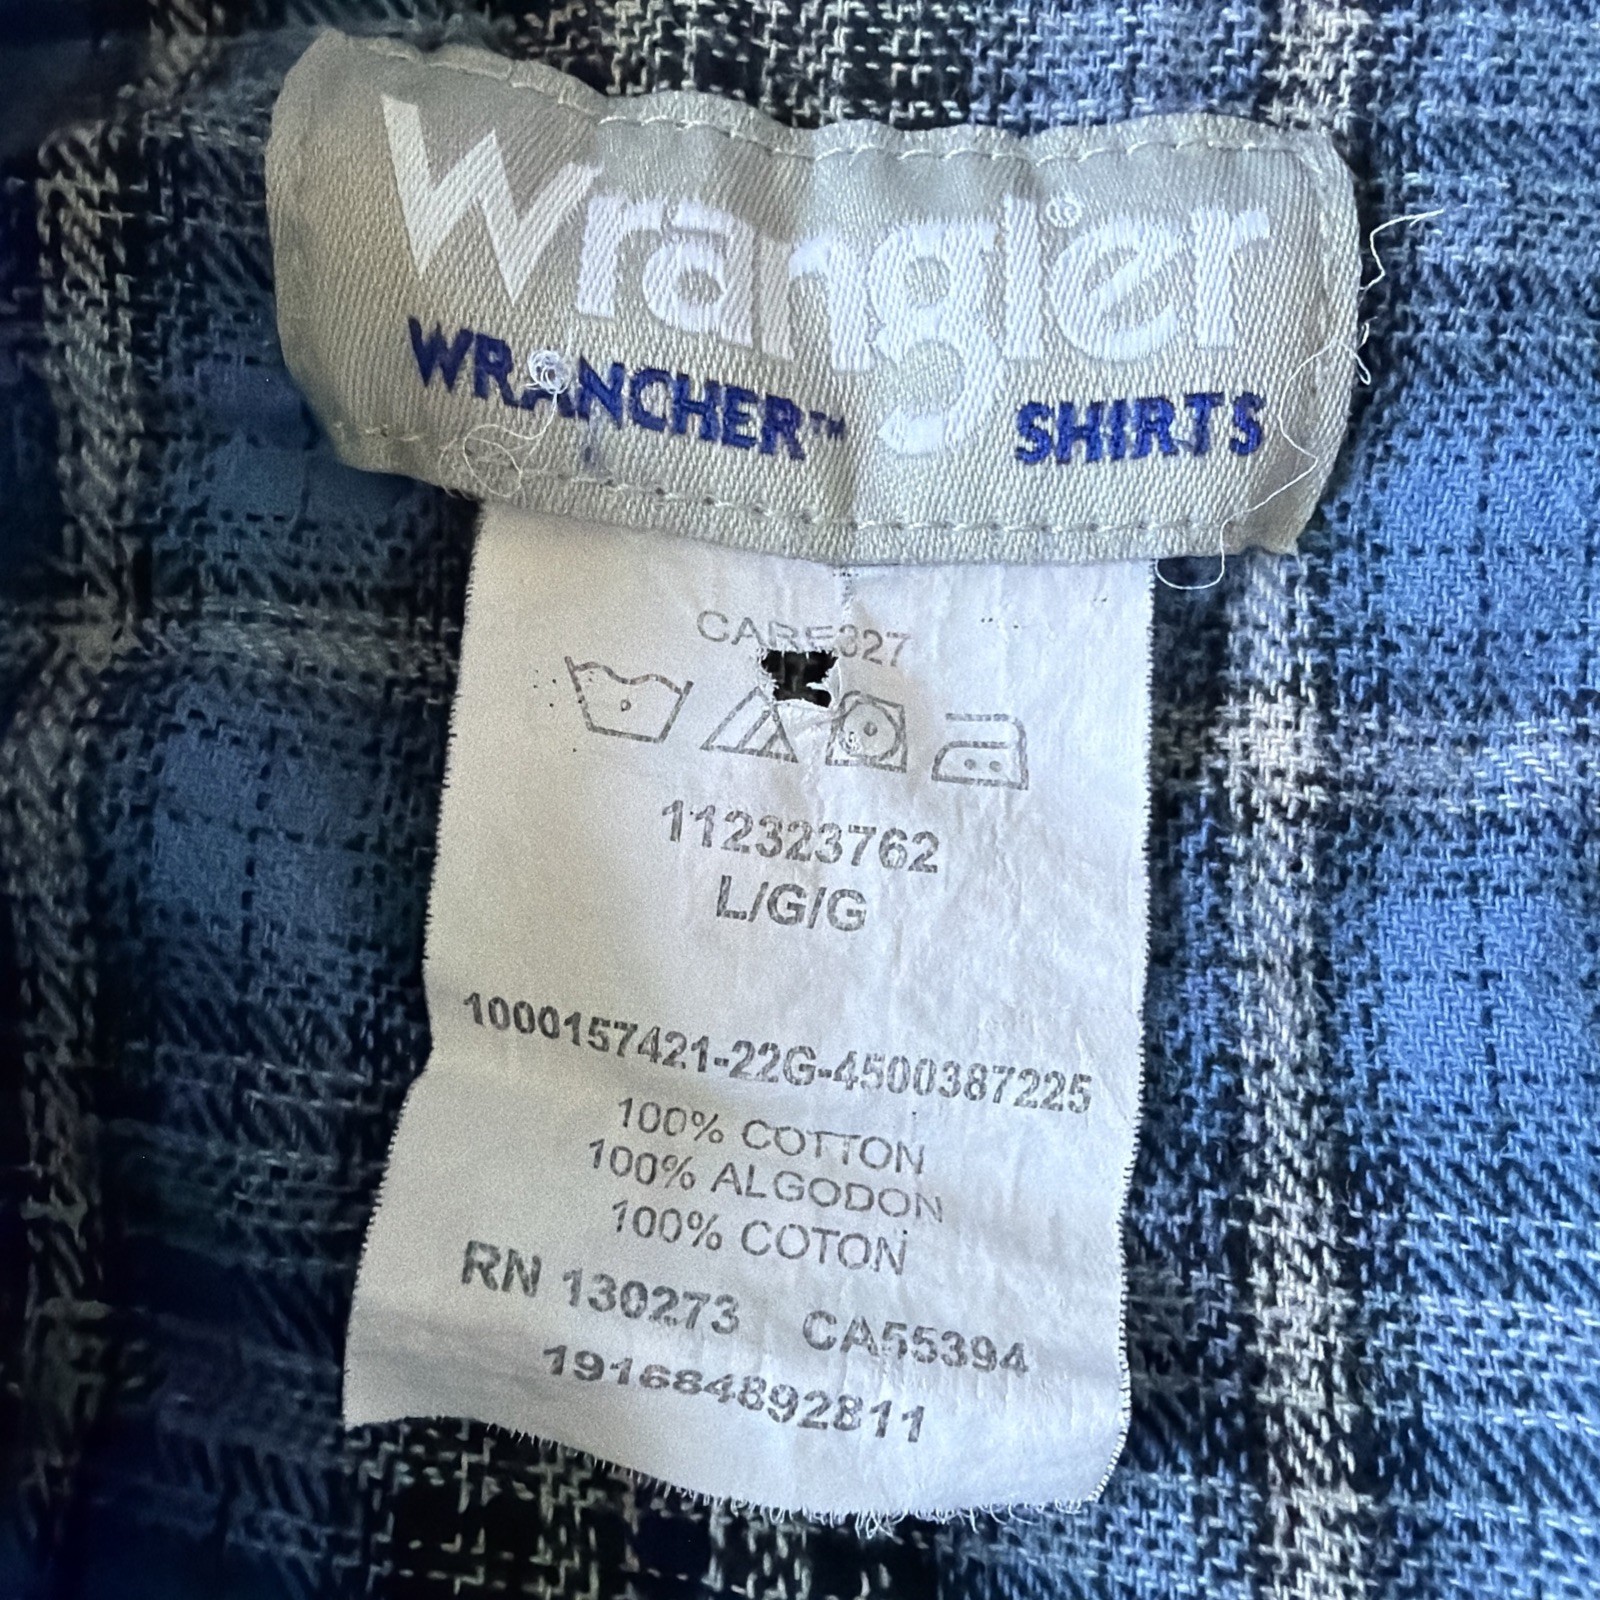 Wrangler®
WRANCHER™ SHIRTS
CARE327
112323762
L/G/G
1000157421-22G-4500387225
100% COTTON
100% ALGODON
100% COTON
RN 130273 CA55394
191684892811